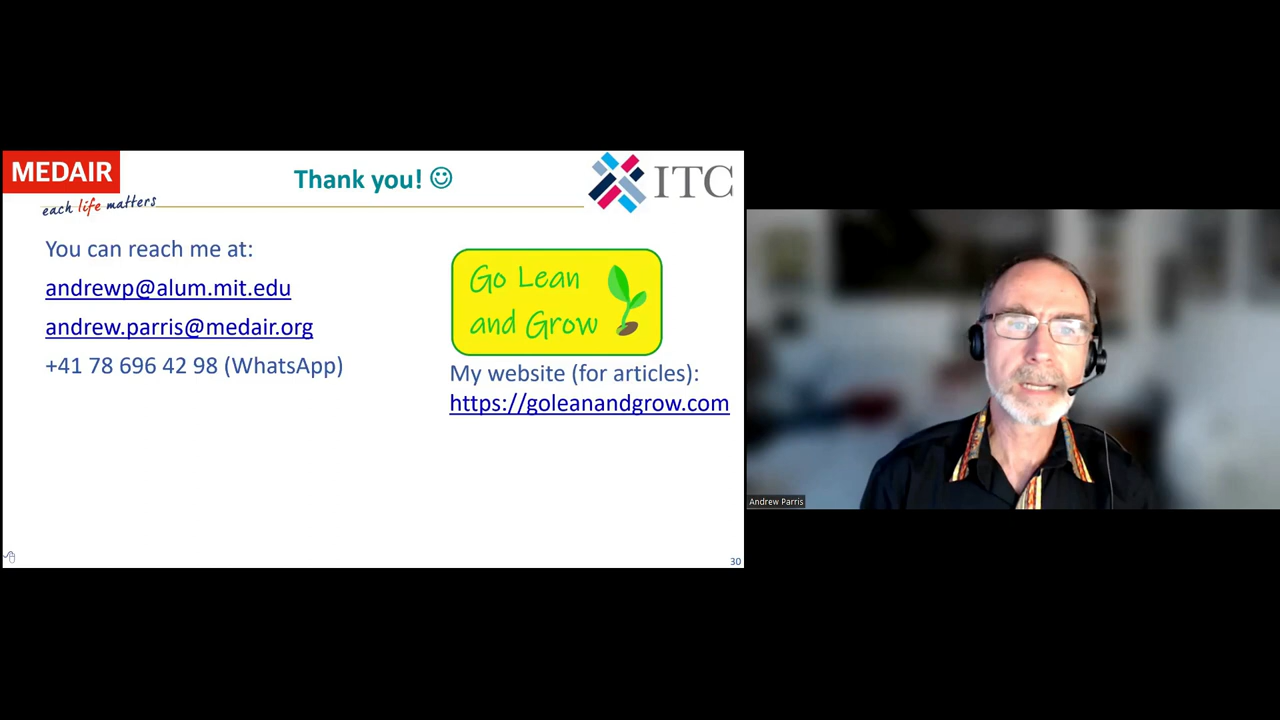 MEDAIR
each life matters
Thank you! ☺
ITC
You can reach me at:
andrewp@alum.mit.edu
andrew.parris@medair.org
+41 78 696 42 98 (WhatsApp)
Go Lean
and Grow
My website (for articles):
https://goleanandgrow.com
30
Andrew Parris